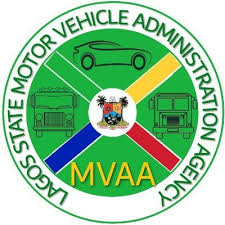 LAGOS STATE MOTOR VEHICLE ADMINISTRATION AGENCY
MVAA